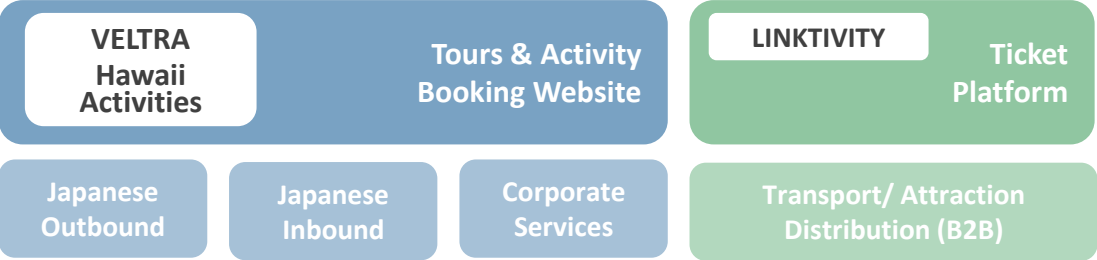 VELTRA
Hawaii
Activities
Tours & Activity
Booking Website
LINKTIVITY
Ticket
Platform
Japanese
Outbound
Japanese
Inbound
Corporate
Services
Transport/ Attraction
Distribution (B2B)